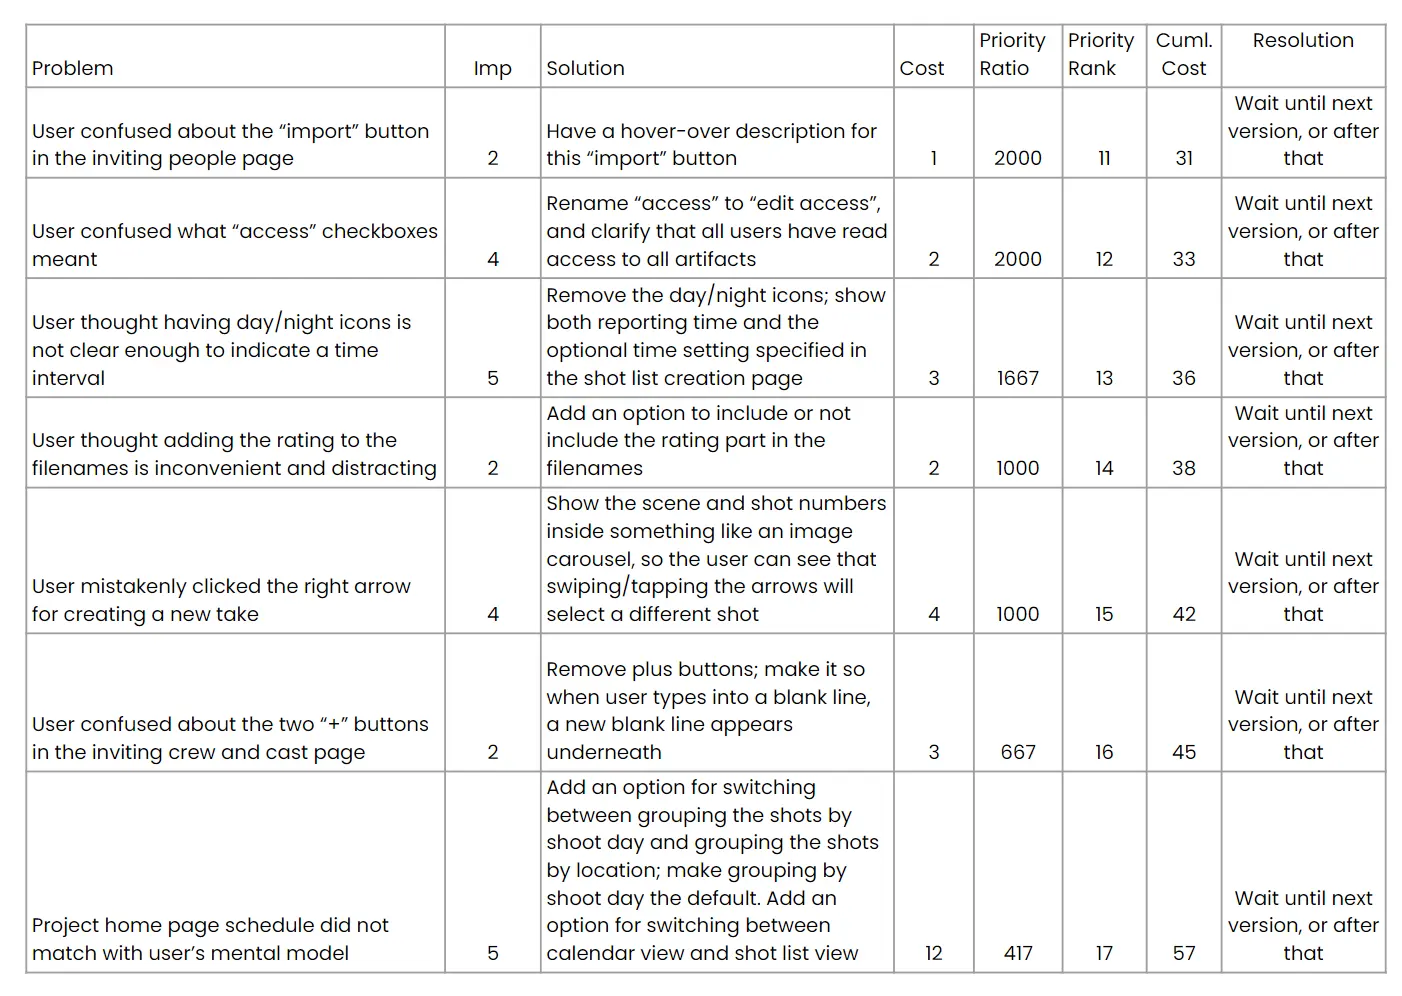 Problem
Imp
Solution
Cost
Priority
Ratio
Priority
Rank
Cuml.
Cost
Resolution
User confused about the “import” button
in the inviting people page
2
Have a hover-over description for
this “import” button
1
2000
11
31
Wait until next
version, or after
that
User confused what “access” checkboxes
meant
4
Rename “access” to “edit access”,
and clarify that all users have read
access to all artifacts
2
2000
12
33
Wait until next
version, or after
that
User thought having day/night icons is
not clear enough to indicate a time
interval
5
Remove the day/night icons; show
both reporting time and the
optional time setting specified in
the shot list creation page
3
1667
13
36
Wait until next
version, or after
that
User thought adding the rating to the
filenames is inconvenient and distracting
2
Add an option to include or not
include the rating part in the
filenames
2
1000
14
38
Wait until next
version, or after
that
User mistakenly clicked the right arrow
for creating a new take
4
Show the scene and shot numbers
inside something like an image
carousel, so the user can see that
swiping/tapping the arrows will
select a different shot
4
1000
15
42
Wait until next
version, or after
that
User confused about the two “+” buttons
in the inviting crew and cast page
2
Remove plus buttons; make it so
when user types into a blank line,
a new blank line appears
underneath
3
667
16
45
Wait until next
version, or after
that
Project home page schedule did not
match with user’s mental model
5
Add an option for switching
between grouping the shots by
shoot day and grouping the shots
by location; make grouping by
shoot day the default. Add an
option for switching between
calendar view and shot list view
12
417
17
57
Wait until next
version, or after
that